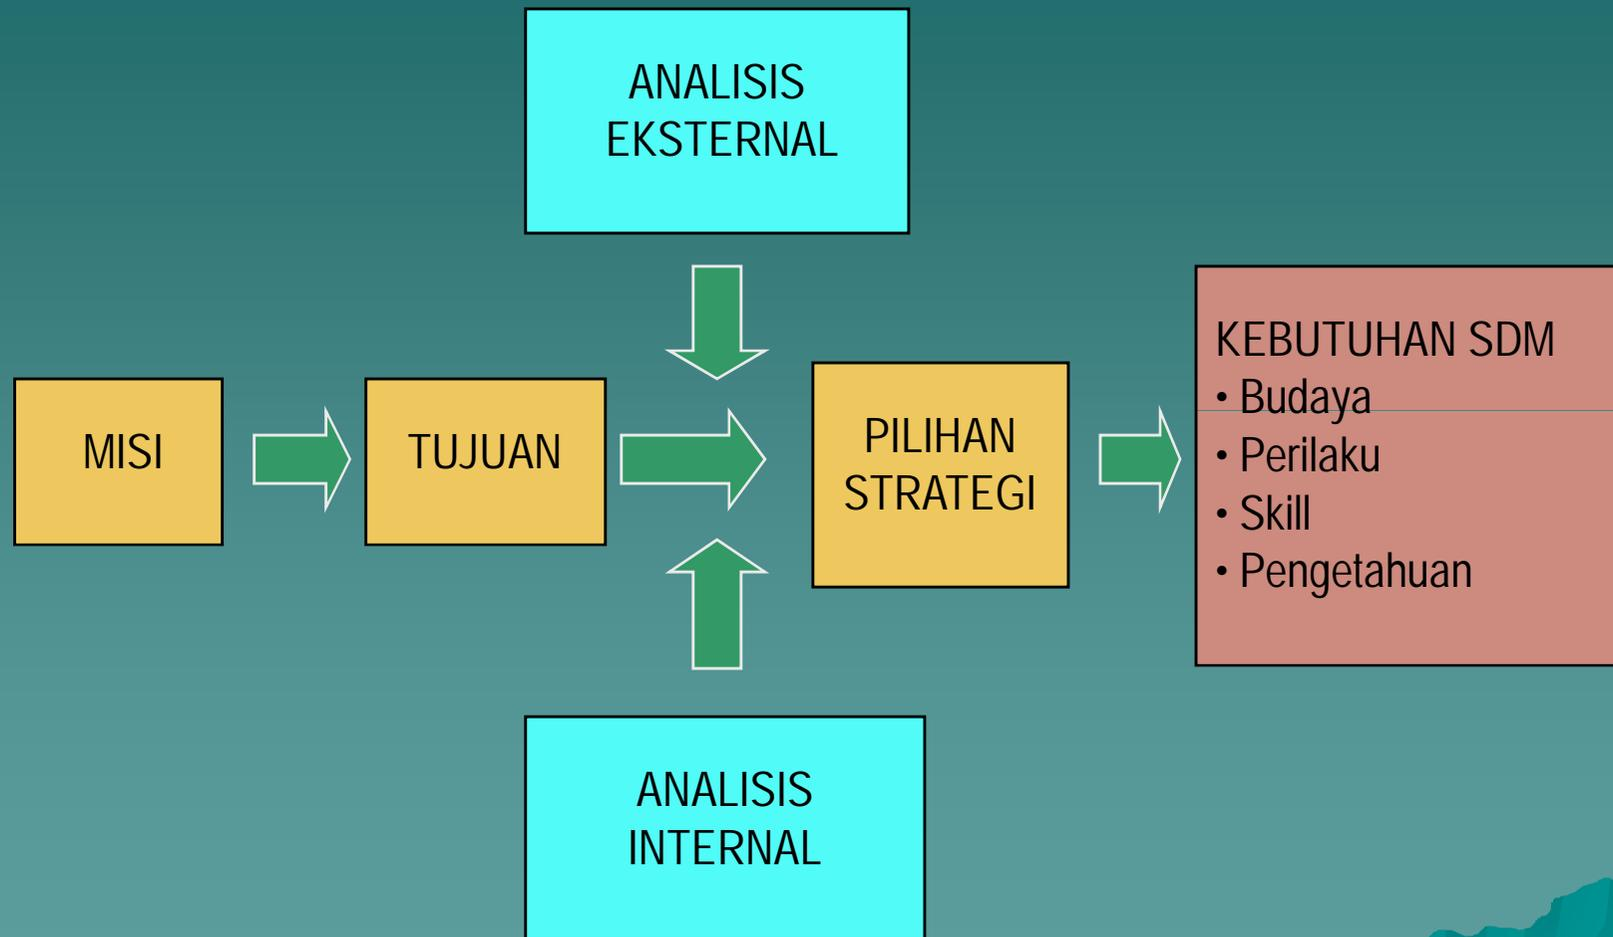 ANALISIS
EKSTERNAL
MISI
TUJUAN
PILIHAN
STRATEGI
KEBUTUHAN SDM
• Budaya
• Perilaku
• Skill
• Pengetahuan
ANALISIS
INTERNAL